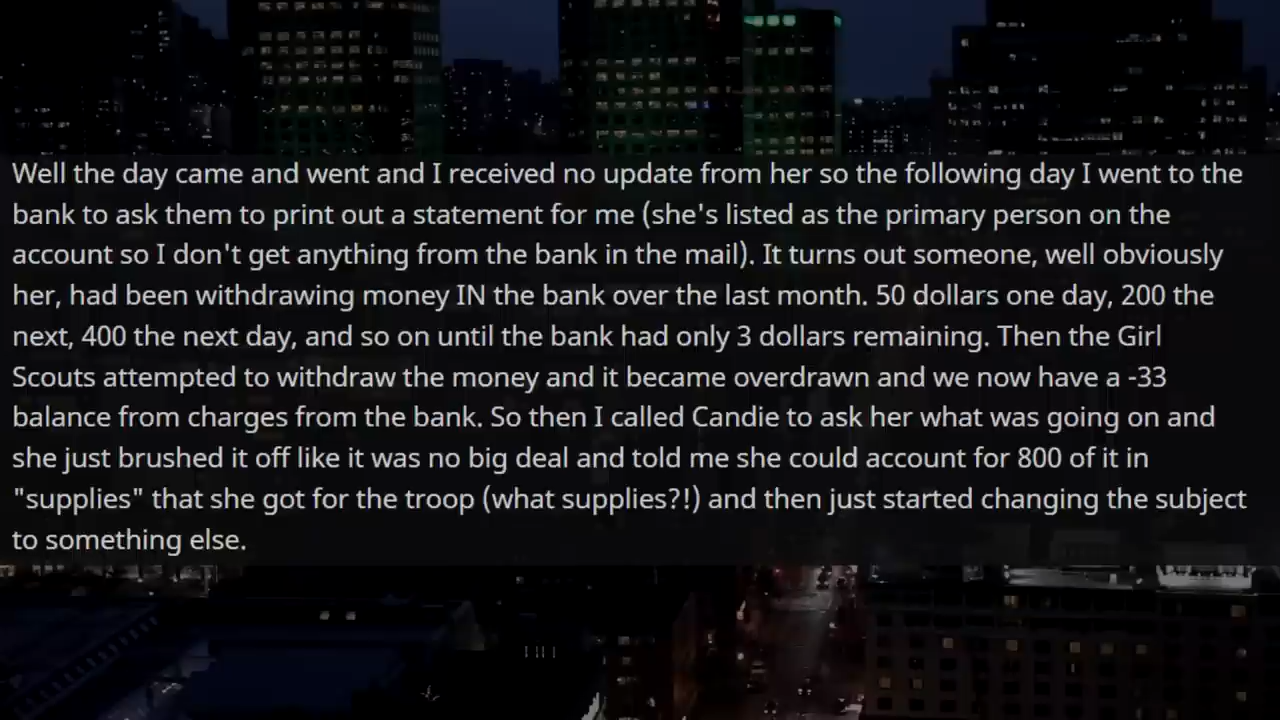 Well the day came and went and I received no update from her so the following day I went to the
bank to ask them to print out a statement for me (she's listed as the primary person on the
account so I don't get anything from the bank in the mail). It turns out someone, well obviously
her, had been withdrawing money IN the bank over the last month. 50 dollars one day, 200 the
next, 400 the next day, and so on until the bank had only 3 dollars remaining. Then the Girl
Scouts attempted to withdraw the money and it became overdrawn and we now have a -33
balance from charges from the bank. So then I called Candie to ask her what was going on and
she just brushed it off like it was no big deal and told me she could account for 800 of it in
"supplies" that she got for the troop (what supplies?!) and then just started changing the subject
to something else.